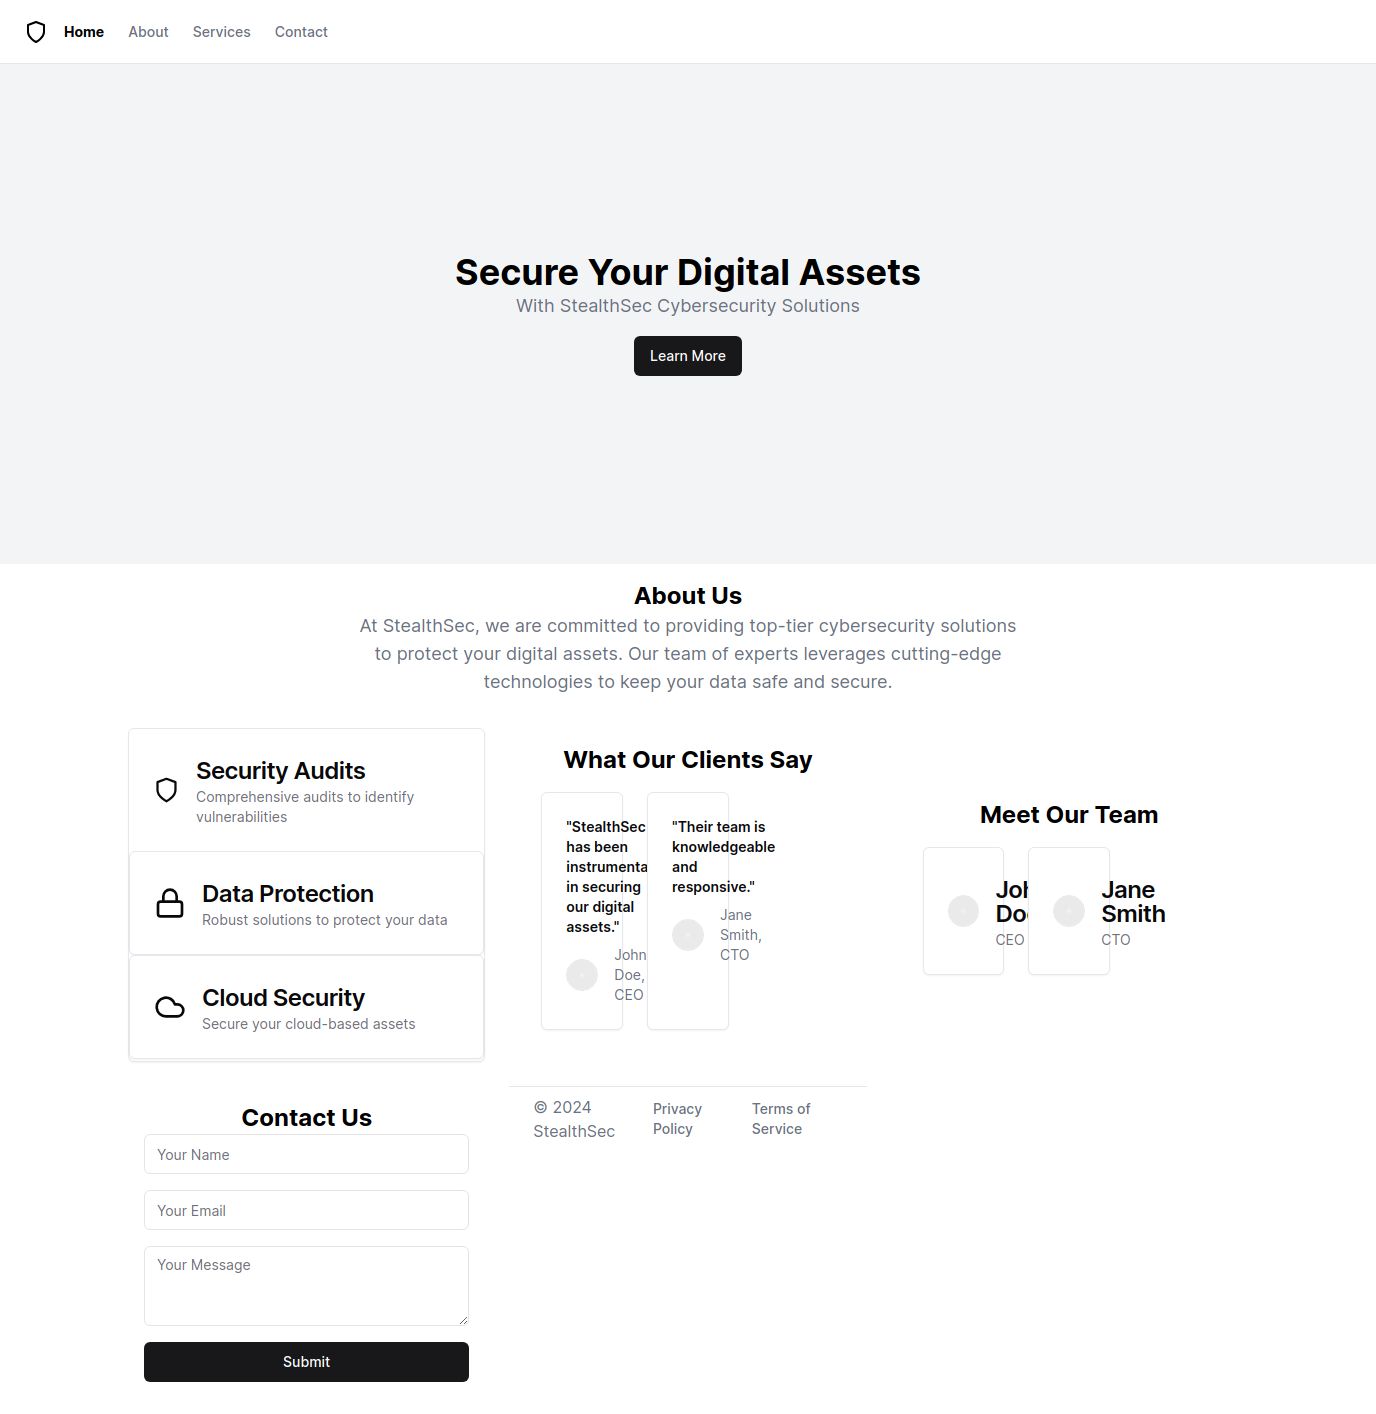 Home
About
Services
Contact
Secure Your Digital Assets
With StealthSec Cybersecurity Solutions
Learn More
About Us
At StealthSec, we are committed to providing top-tier cybersecurity solutions
to protect your digital assets. Our team of experts leverages cutting-edge
technologies to keep your data safe and secure.
Security Audits
Comprehensive audits to identify
vulnerabilities
Data Protection
Robust solutions to protect your data
Cloud Security
Secure your cloud-based assets
What Our Clients Say
"StealthSec
has been
instrumenta
in securing
our digital
assets."
John
Doe,
CEO
"Their team is
knowledgeable
and
responsive."
Jane
Smith,
CTO
Meet Our Team
Joh
Do
CEO
Jane
Smith
CTO
Contact Us
Your Name
Your Email
Your Message
Submit
© 2024
StealthSec
Privacy
Policy
Terms of
Service